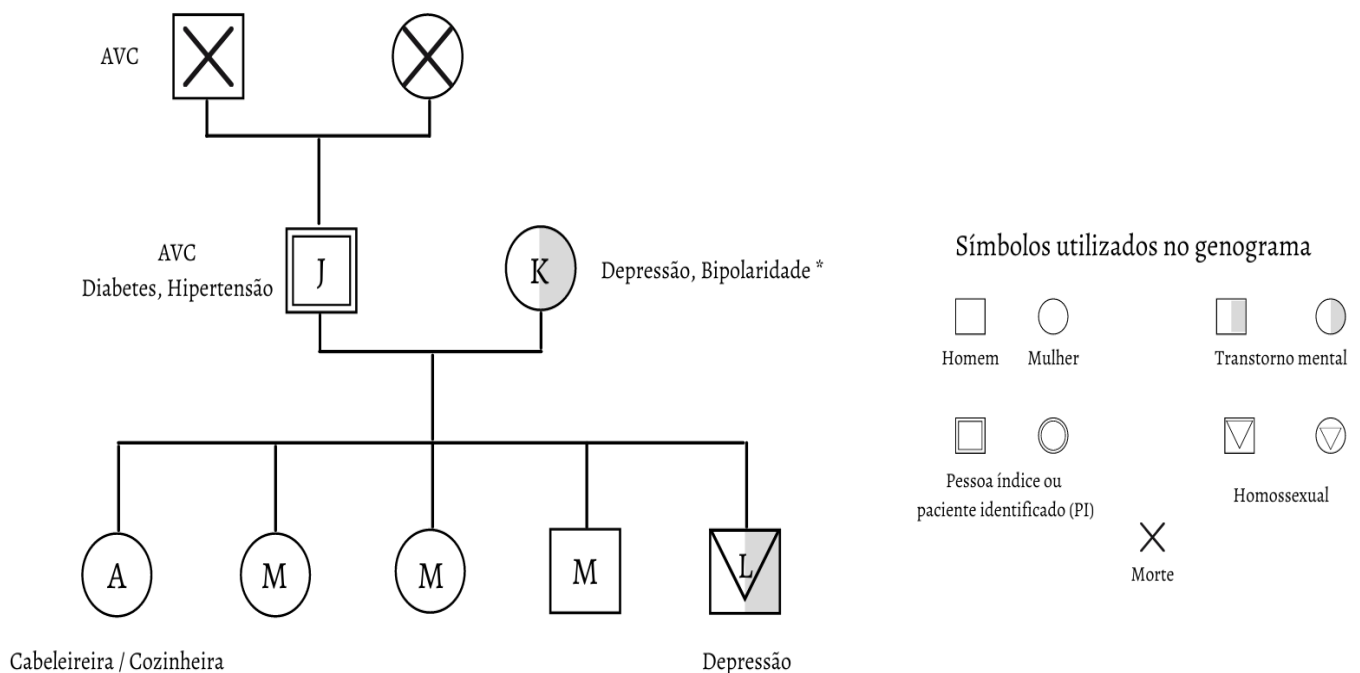 AVC
AVC
Diabetes, Hipertensão
J
K
Depressão, Bipolaridade *
A
M
M
M
L
Cabeleireira / Cozinheira
Depressão
Símbolos utilizados no genograma
Homem
Mulher
Transtorno mental
Pessoa índice ou
paciente identificado (PI)
Homossexual
Morte